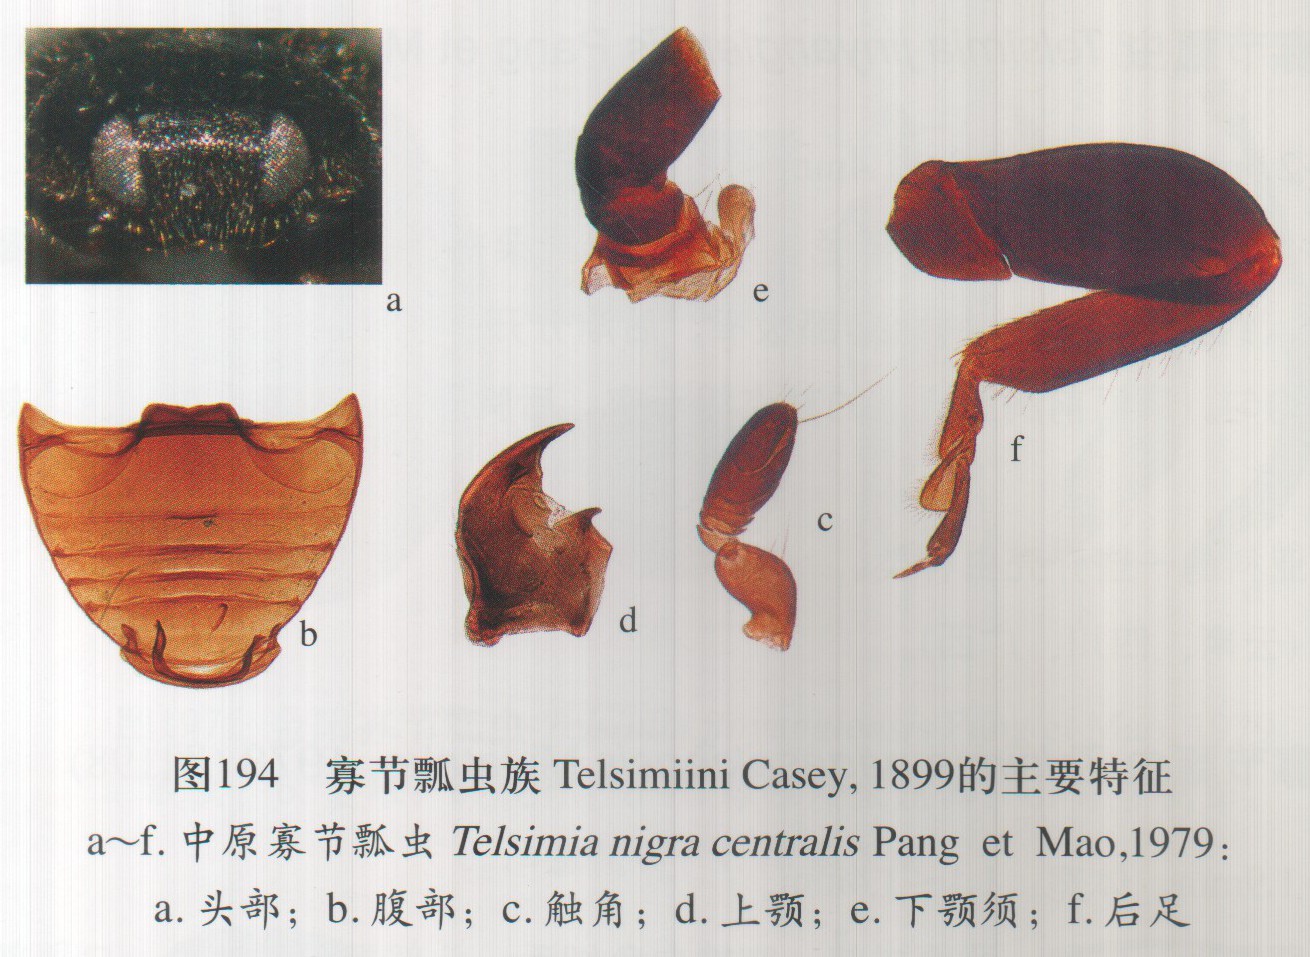 a
e
f
c
d
b
图194 寡节瓢虫族 Telsimiini Casey, 1899的主要特征
a~f. 中原寡节瓢虫 Telsimia nigra centralis Pang et Mao,1979：
a. 头部；b. 腹部；c. 触角；d. 上颚；e. 下颚须；f. 后足